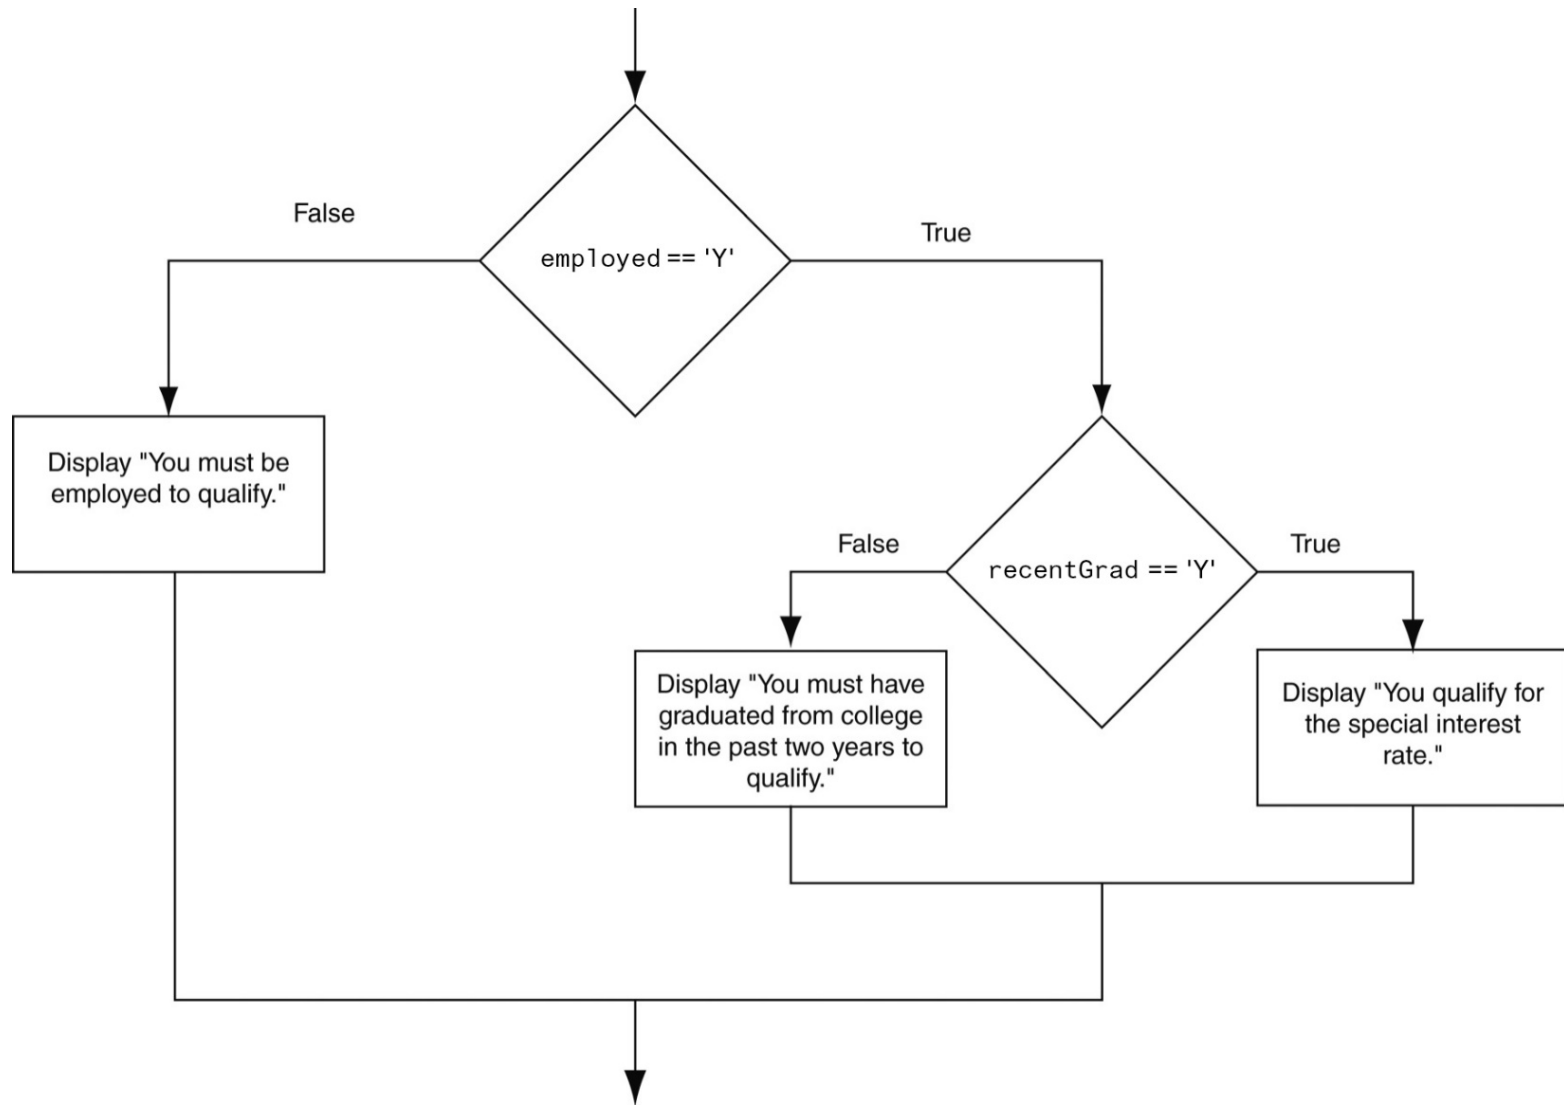 False
True
employed == 'Y'
Display "You must be
employed to qualify."
False
True
recentGrad == 'Y'
Display "You must have
graduated from college
in the past two years to
qualify."
Display "You qualify for
the special interest
rate."